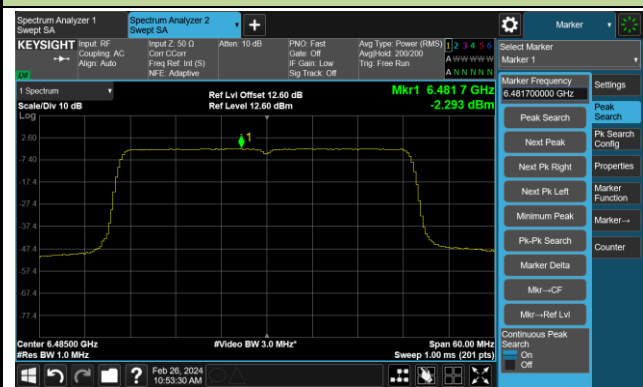 Spectrum Analyzer 1
Swept SA
Spectrum Analyzer 2
Swept SA
Marker
KEYSIGHT
Input: RF
Coupling: AC
Align: Auto
Input Z: 50 Ω
Corr CCorr
Freq Ref: Int (S)
NFE: Adaptive
Atten: 10 dB
PNO: Fast
Gate: Off
IF Gain: Low
Sig Track: Off
Avg Type: Power (RMS)
Avg|Hold: 200/200
Trig: Free Run
1 2 3 4 5 6
A W W W W W
A N N N N N
Select Marker
Marker 1
1 Spectrum
Scale/Div 10 dB
Log
Ref Lvl Offset 12.60 dB
Ref Level 12.60 dBm
Mkr1 6.481 7 GHz
-2.293 dBm
1
2.60
-7.40
-17.4
-27.4
-37.4
-47.4
-57.4
-67.4
-77.4
Center 6.48500 GHz
#Res BW 1.0 MHz
#Video BW 3.0 MHz*
Span 60.00 MHz
Sweep 1.00 ms (201 pts)
Marker Frequency
6.481700000 GHz
Peak Search
Next Peak
Next Pk Right
Next Pk Left
Minimum Peak
Pk-Pk Search
Marker Delta
Mkr→CF
Mkr→Ref Lvl
Continuous Peak
Search
On
Off
Settings
Peak
Search
Pk Search
Config
Properties
Marker
Function
Marker→
Counter
?
Feb 26, 2024
10:53:30 AM